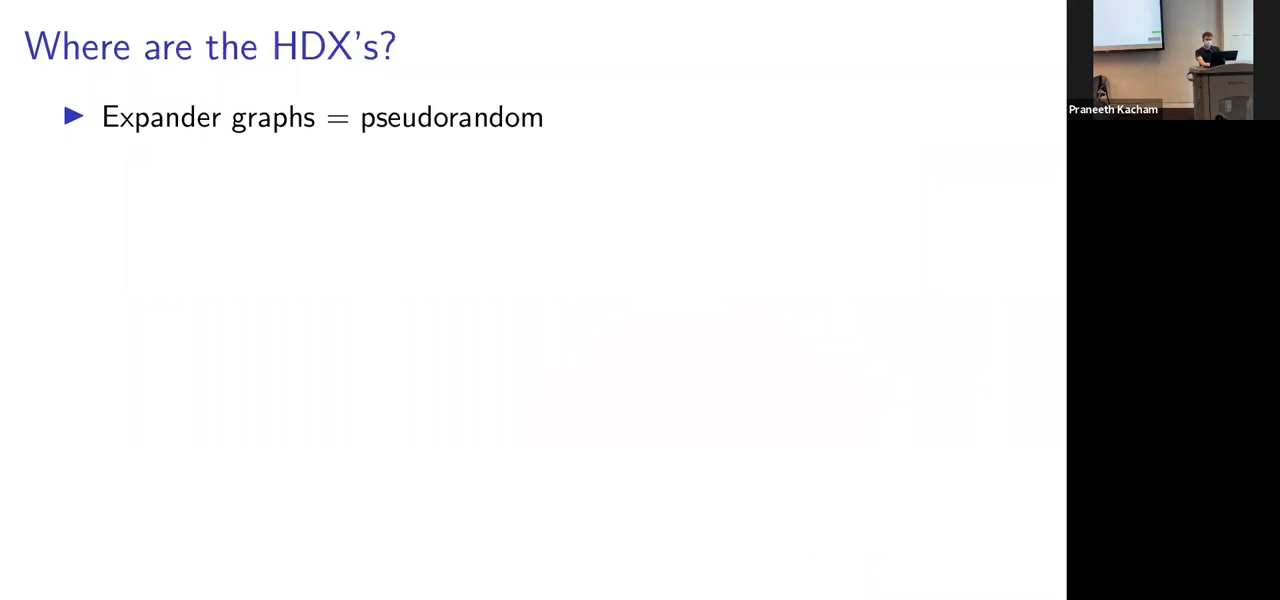 Where are the HDX's?
▶ Expander graphs = pseudorandom
Praneeth Kacham